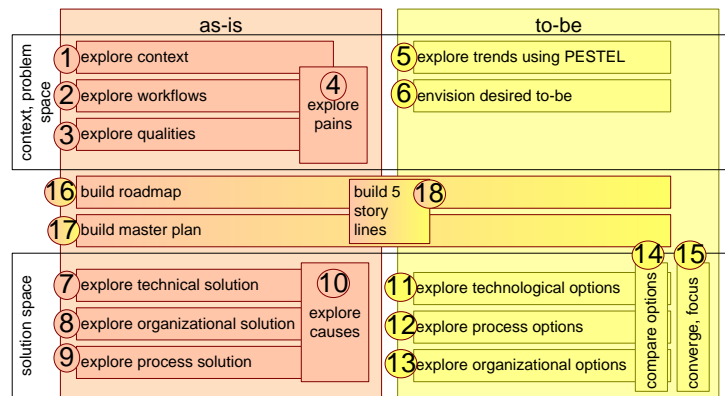 as-is
to-be
context, problem
space
1
explore context
2
explore workflows
3
explore qualities
4
explore
pains
5
explore trends using PESTEL
6
envision desired to-be
16
build roadmap
17
build master plan
build 5
story
lines
18
solution space
7
explore technical solution
8
explore organizational solution
9
explore process solution
10
explore
causes
11
explore technological options
12
explore process options
13
explore organizational options
14
compare options
15
converge, focus